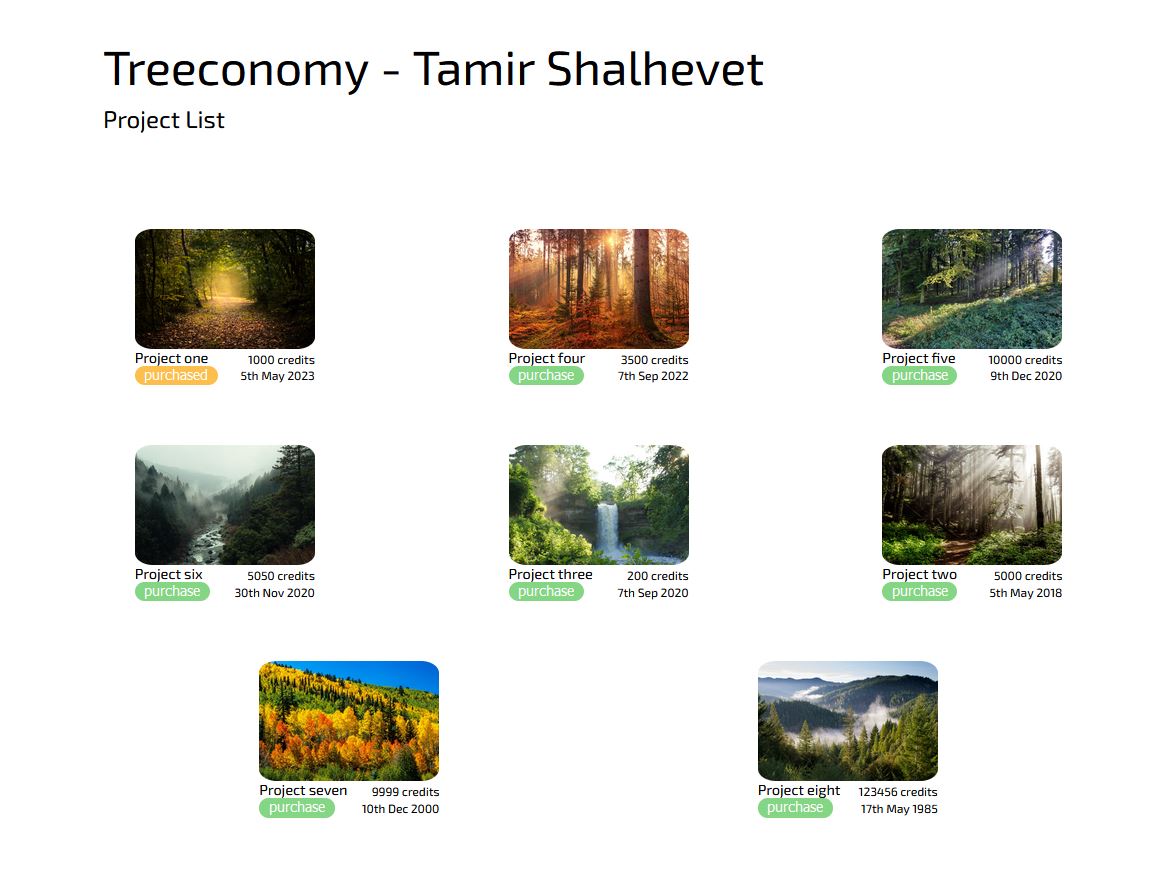 Treeconomy - Tamir Shalhevet
Project List
Project one 1000 credits
purchased 5th May 2023
Project four 3500 credits
purchase 7th Sep 2022
Project five 10000 credits
purchase 9th Dec 2020
Project six 5050 credits
purchase 30th Nov 2020
Project three 200 credits
purchase 7th Sep 2020
Project two 5000 credits
purchase 5th May 2018
Project seven 9999 credits
purchase 10th Dec 2000
Project eight 123456 credits
purchase 17th May 1985